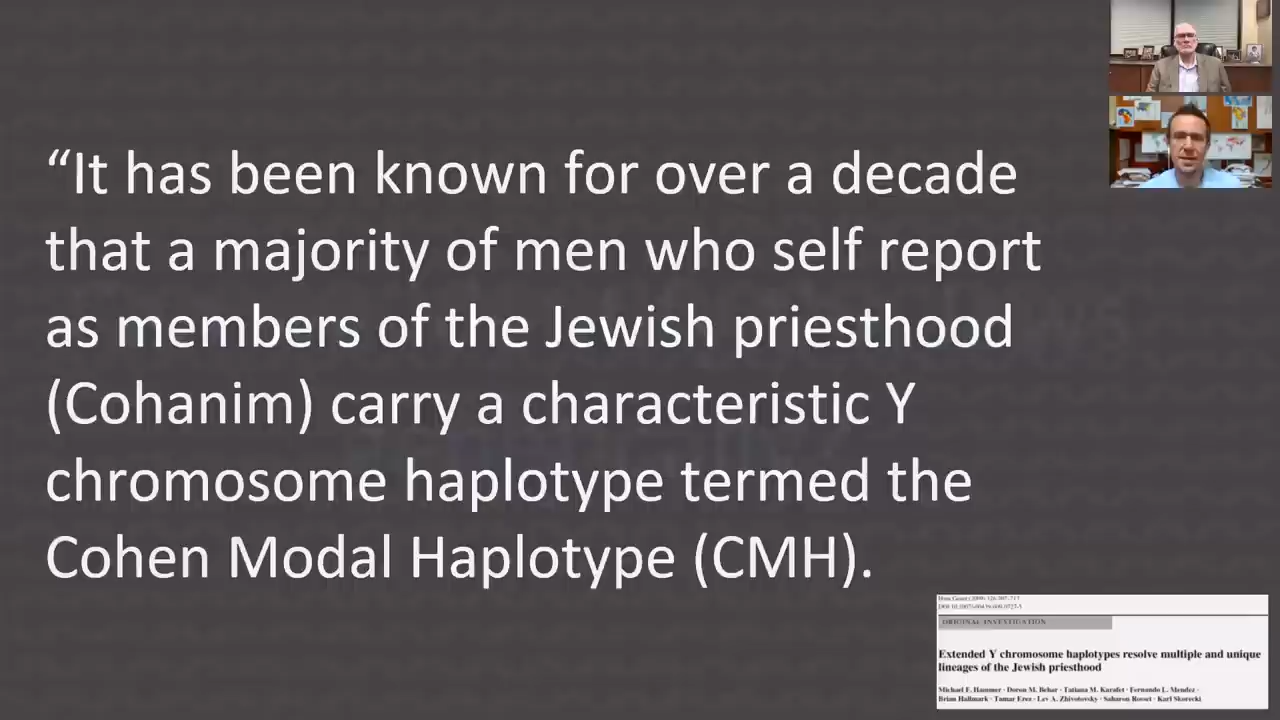 “It has been known for over a decade
that a majority of men who self report
as members of the Jewish priesthood
(Cohanim) carry a characteristic Y
chromosome haplotype termed the
Cohen Modal Haplotype (CMH).
ORIGINAL INVESTIGATION
Extended Y chromosome haplotypes resolve multiple and unique
lineages of the Jewish priesthood
Michael F. Hammer · Doron M. Behar · Tatiana M. Karafet · Fernando L. Mendez ·
Brian Hallmark · Tamar Erez · Lev A. Zhivotovsky · Saharon Rosset · Karl Skorecki